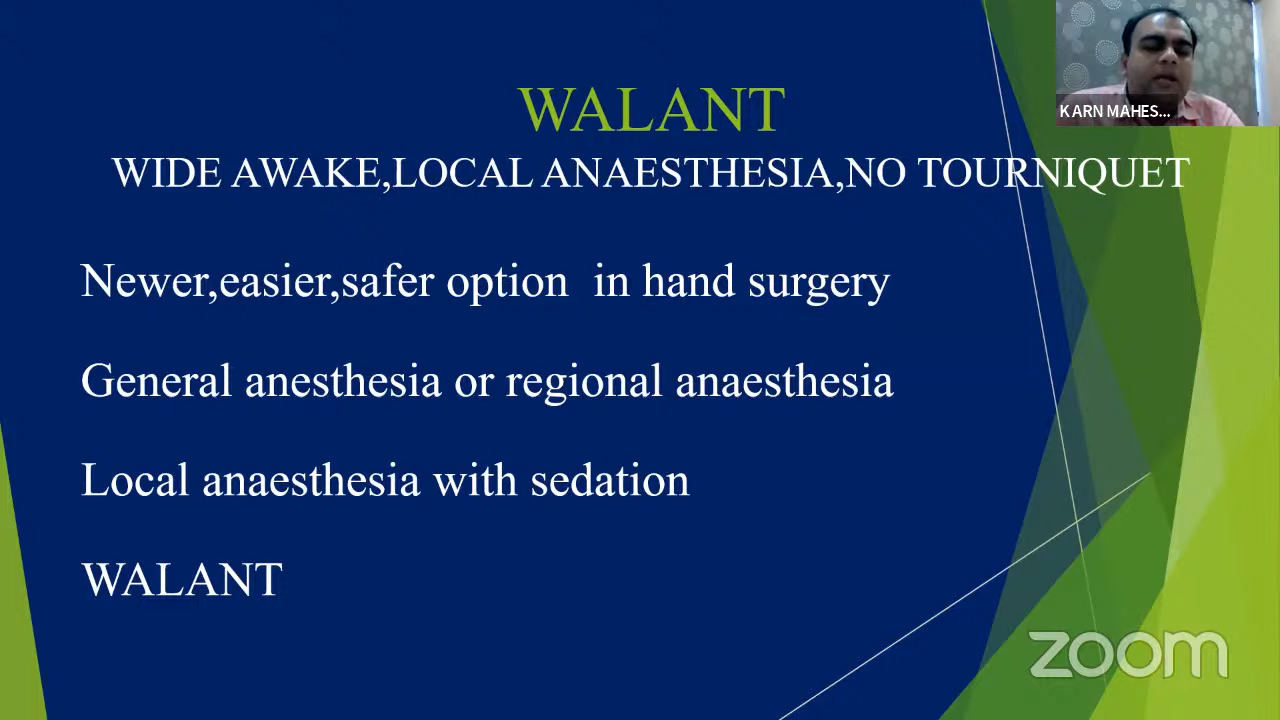 WALANT
WIDE AWAKE,LOCAL ANAESTHESIA,NO TOURNIQUET
Newer,easier,safer option in hand surgery
General anesthesia or regional anaesthesia
Local anaesthesia with sedation
WALANT
KARN MAHES...
zoom